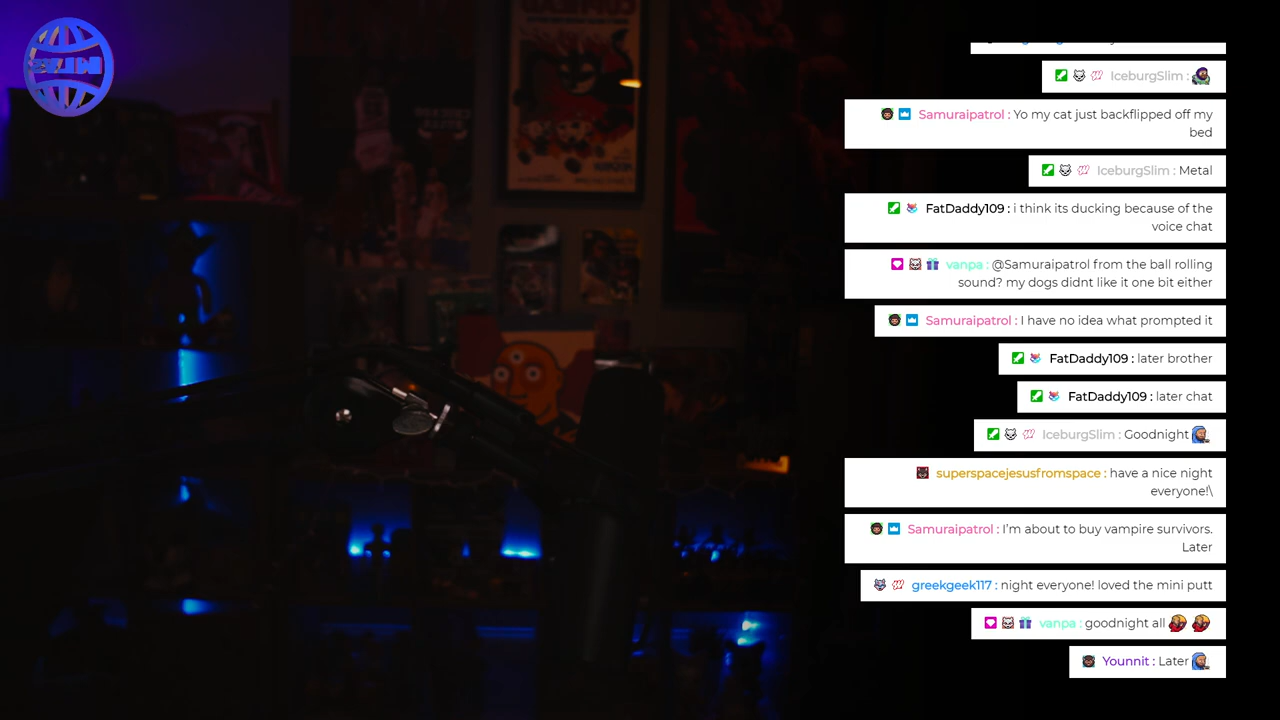 IceburgSlim :
Samuraipatrol : Yo my cat just backflipped off my
bed
IceburgSlim : Metal
FatDaddy109 : i think its ducking because of the
voice chat
vanpa : @Samuraipatrol from the ball rolling
sound? my dogs didnt like it one bit either
Samuraipatrol : I have no idea what prompted it
FatDaddy109 : later brother
FatDaddy109 : later chat
IceburgSlim : Goodnight
superspacejesusfromspace : have a nice night
everyone!\
Samuraipatrol : I'm about to buy vampire survivors.
Later
greekgeek117 : night everyone! loved the mini putt
vanpa : goodnight all
Younnit : Later